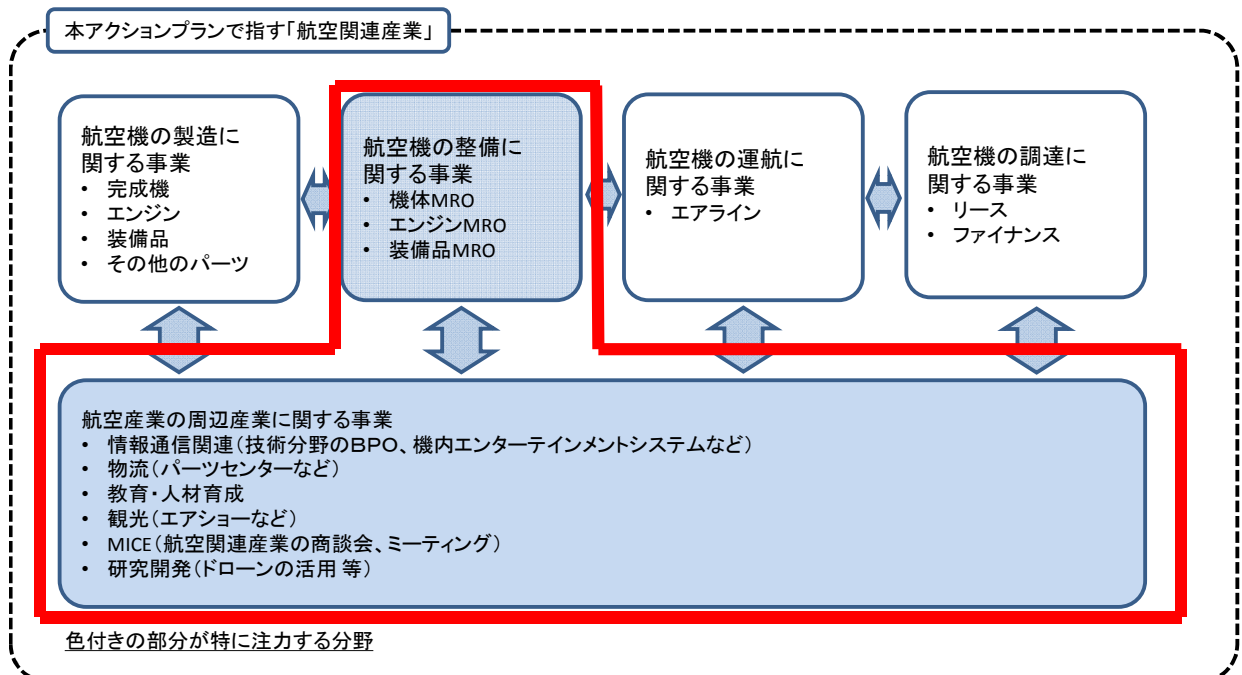 本アクションプランで指す「航空関連産業」
航空機の製造に
関する事業
• 完成機
• エンジン
• 装備品
• その他のパーツ
航空機の整備に
関する事業
• 機体MRO
• エンジンMRO
• 装備品MRO
航空機の運航に
関する事業
• エアライン
航空機の調達に
関する事業
• リース
• ファイナンス
航空産業の周辺産業に関する事業
• 情報通信関連(技術分野のBPO、機内エンターテインメントシステムなど)
• 物流(パーツセンターなど)
• 教育・人材育成
• 観光(エアショーなど)
• MICE(航空関連産業の商談会、ミーティング)
• 研究開発(ドローンの活用 等)
色付きの部分が特に注力する分野